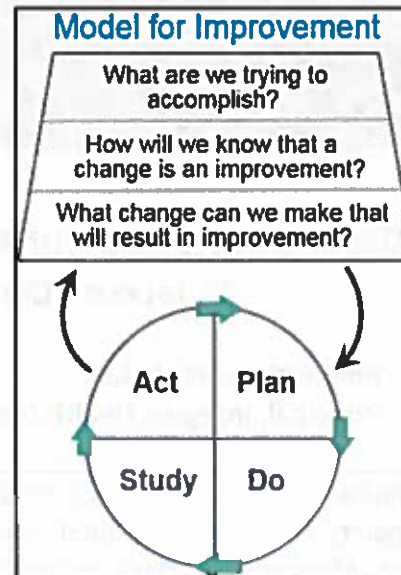 Model for Improvement
What are we trying to
accomplish?
How will we know that a
change is an improvement?
What change can we make that
will result in improvement?
Act
Plan
Study
Do